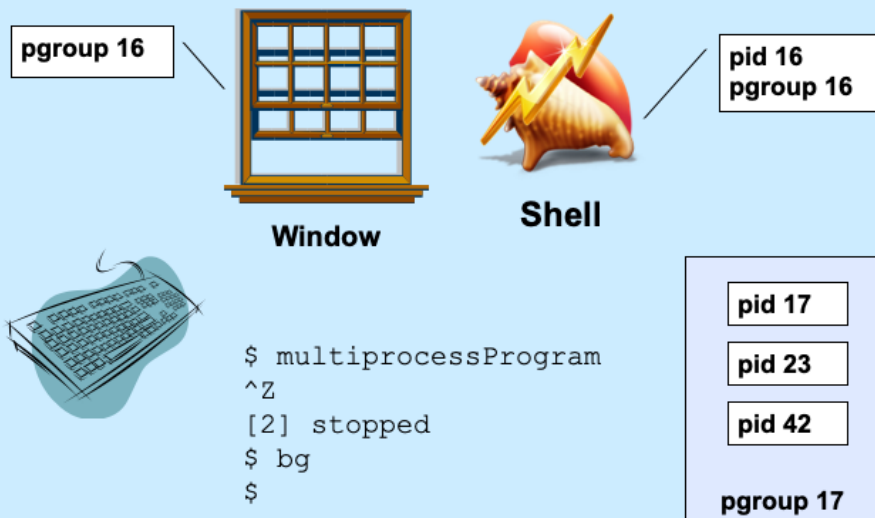 pgroup 16
pid 16
pgroup 16
Window
Shell
$ multiprocessProgram
^Z
[2] stopped
$ bg
$
pid 17
pid 23
pid 42
pgroup 17